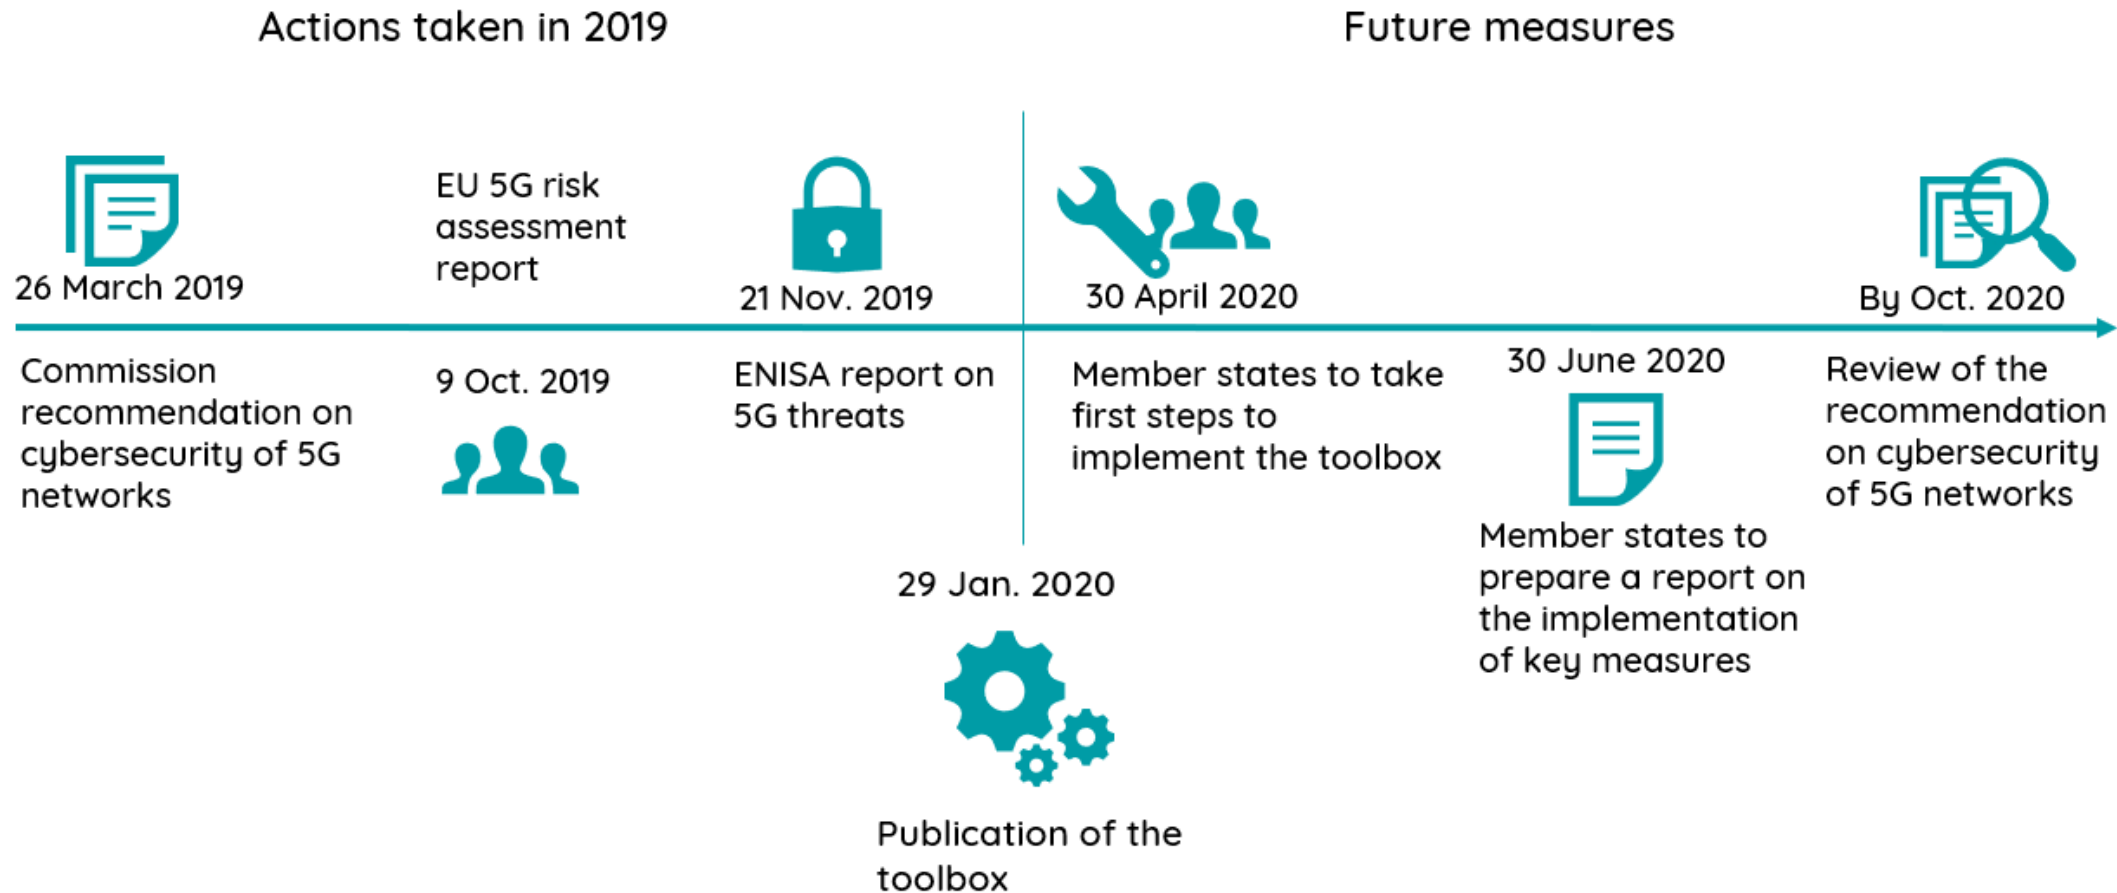 Actions taken in 2019
Future measures
26 March 2019
Commission
recommendation on
cybersecurity of 5G
networks
EU 5G risk
assessment
report
9 Oct. 2019
21 Nov. 2019
ENISA report on
5G threats
29 Jan. 2020
Publication of the
toolbox
30 April 2020
Member states to take
first steps to
implement the toolbox
30 June 2020
Member states to
prepare a report on
the implementation
of key measures
By Oct. 2020
Review of the
recommendation
on cybersecurity
of 5G networks